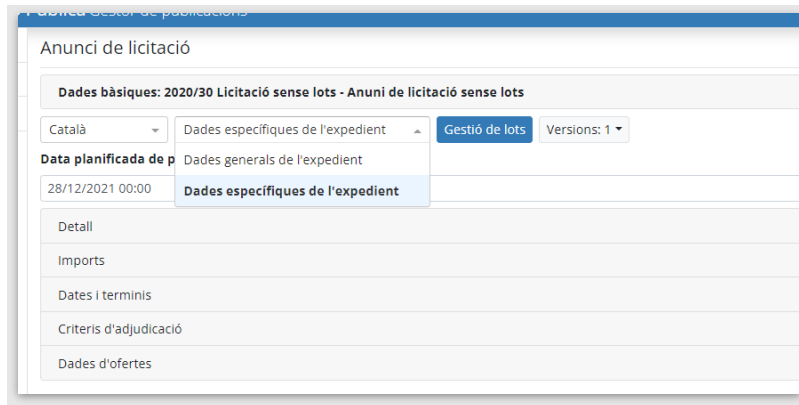 Pública Gestor de publicacions
Anunci de licitació
Dades bàsiques: 2020/30 Licitació sense lots - Anuni de licitació sense lots
Català
Dades específiques de l'expedient
Gestió de lots
Versions: 1
Data planificada de p
Dades generals de l'expedient
28/12/2021 00:00
Dades específiques de l'expedient
Detall
Imports
Dates i terminis
Criteris d'adjudicació
Dades d'ofertes